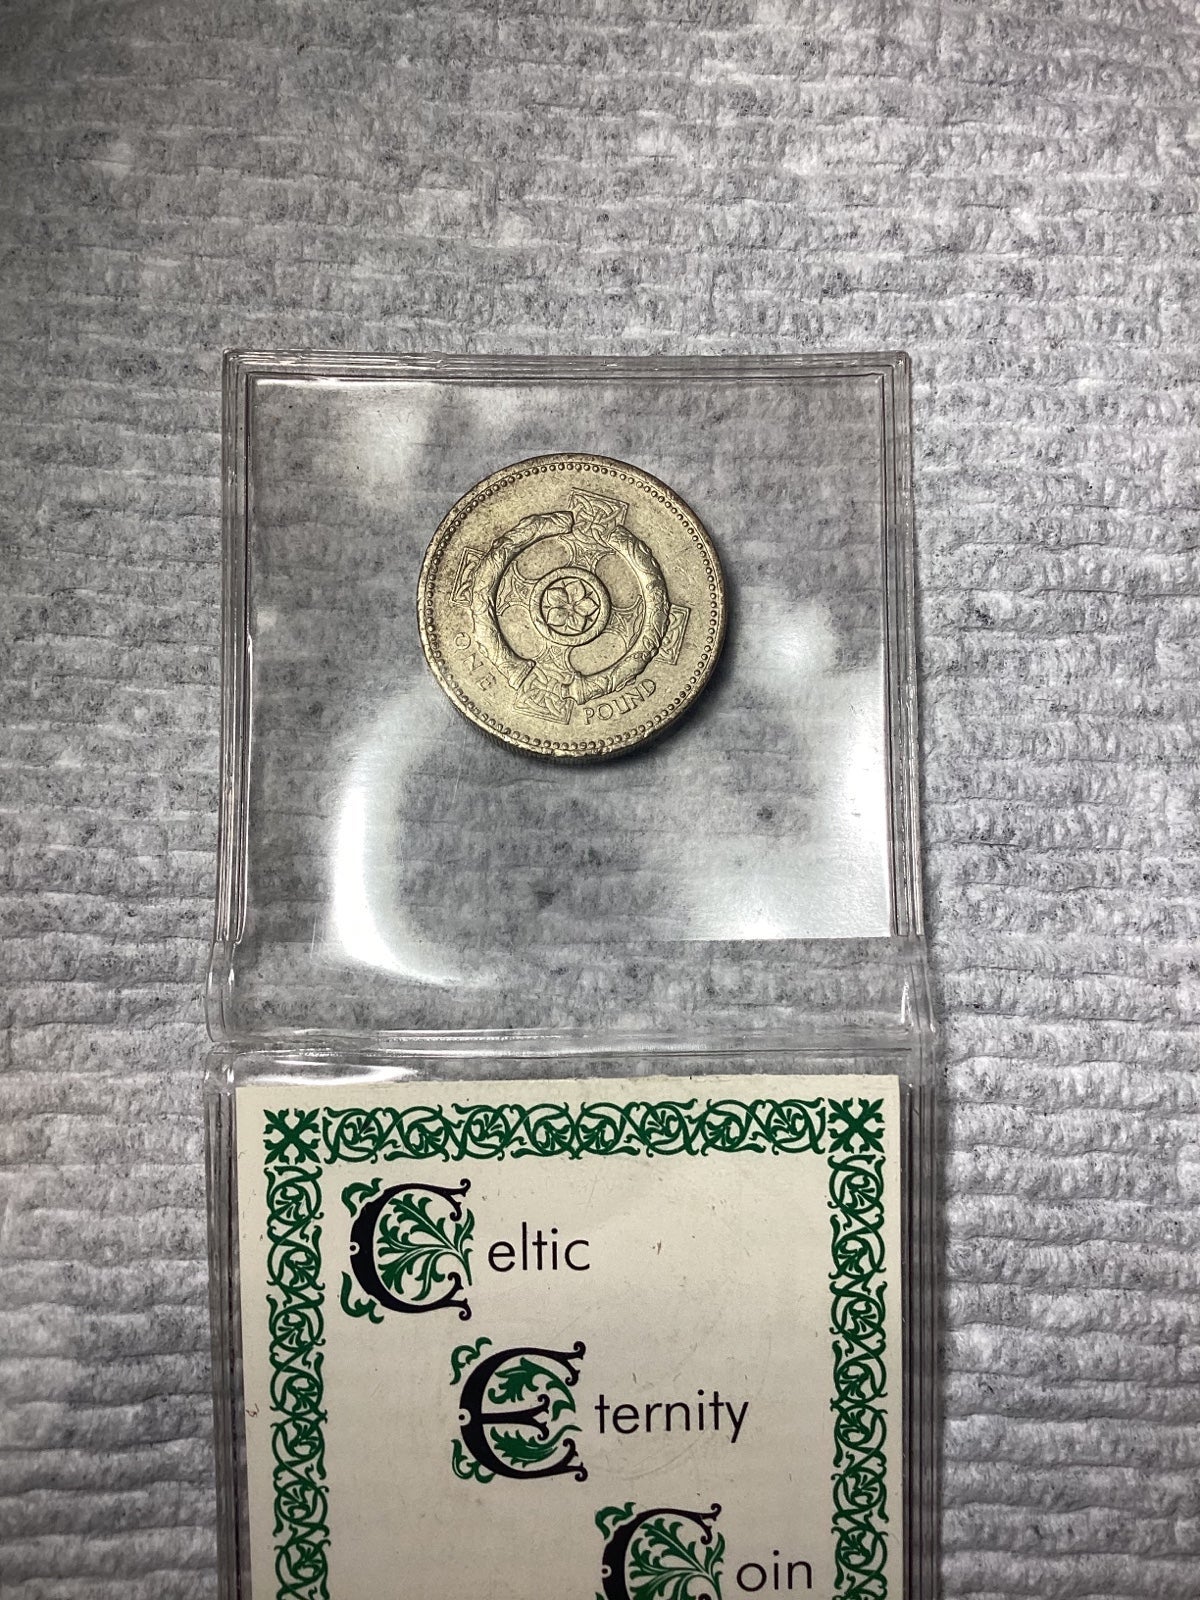 ONE POUND
Celtic
Eternity
Coin